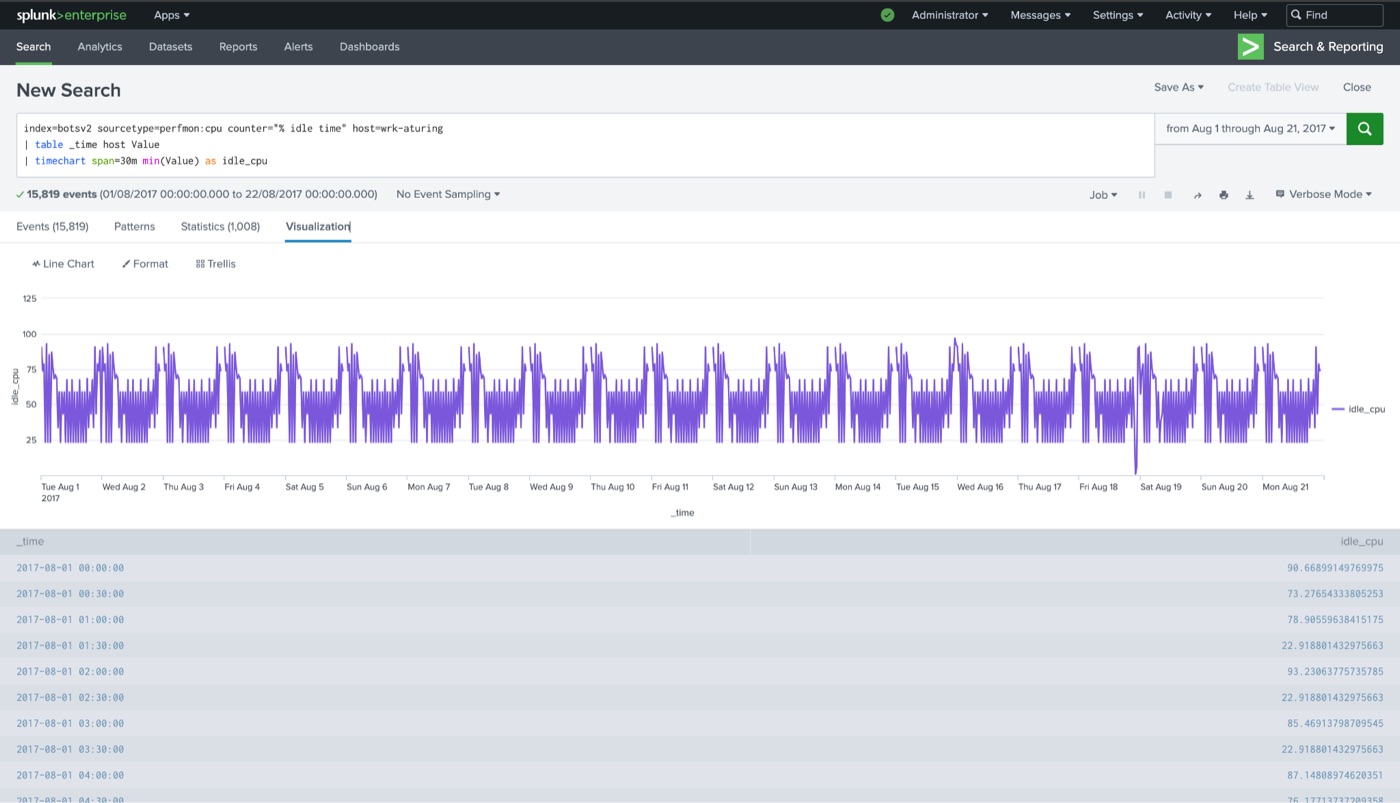 splunk>enterprise Apps Administrator Messages Settings Activity Help Find
Search Analytics Datasets Reports Alerts Dashboards Search & Reporting
New Search Save As Create Table View Close
index=botsv2 sourcetype=perfmon:cpu counter="% idle time" host=wrk-aturing
| table _time host Value
| timechart span=30m min(Value) as idle_cpu
from Aug 1 through Aug 21, 2017
15,819 events (01/08/2017 00:00:00.000 to 22/08/2017 00:00:00.000) No Event Sampling Job Verbose Mode
Events (15,819) Patterns Statistics (1,008) Visualization
Line Chart Format Trellis
125
100
75
50
25
idle_cpu
idle_cpu
Tue Aug 1 Wed Aug 2 Thu Aug 3 Fri Aug 4 Sat Aug 5 Sun Aug 6 Mon Aug 7 Tue Aug 8 Wed Aug 9 Thu Aug 10 Fri Aug 11 Sat Aug 12 Sun Aug 13 Mon Aug 14 Tue Aug 15 Wed Aug 16 Thu Aug 17 Fri Aug 18 Sat Aug 19 Sun Aug 20 Mon Aug 21
2017
_time
_time idle_cpu
2017-08-01 00:00:00 90.66899149769975
2017-08-01 00:30:00 73.27654333805253
2017-08-01 01:00:00 78.90559638415175
2017-08-01 01:30:00 22.918801432975663
2017-08-01 02:00:00 93.23063775735785
2017-08-01 02:30:00 22.918801432975663
2017-08-01 03:00:00 85.46913798709545
2017-08-01 03:30:00 22.918801432975663
2017-08-01 04:00:00 87.14808974620351
2017-08-01 04:30:00 76.17713737209358